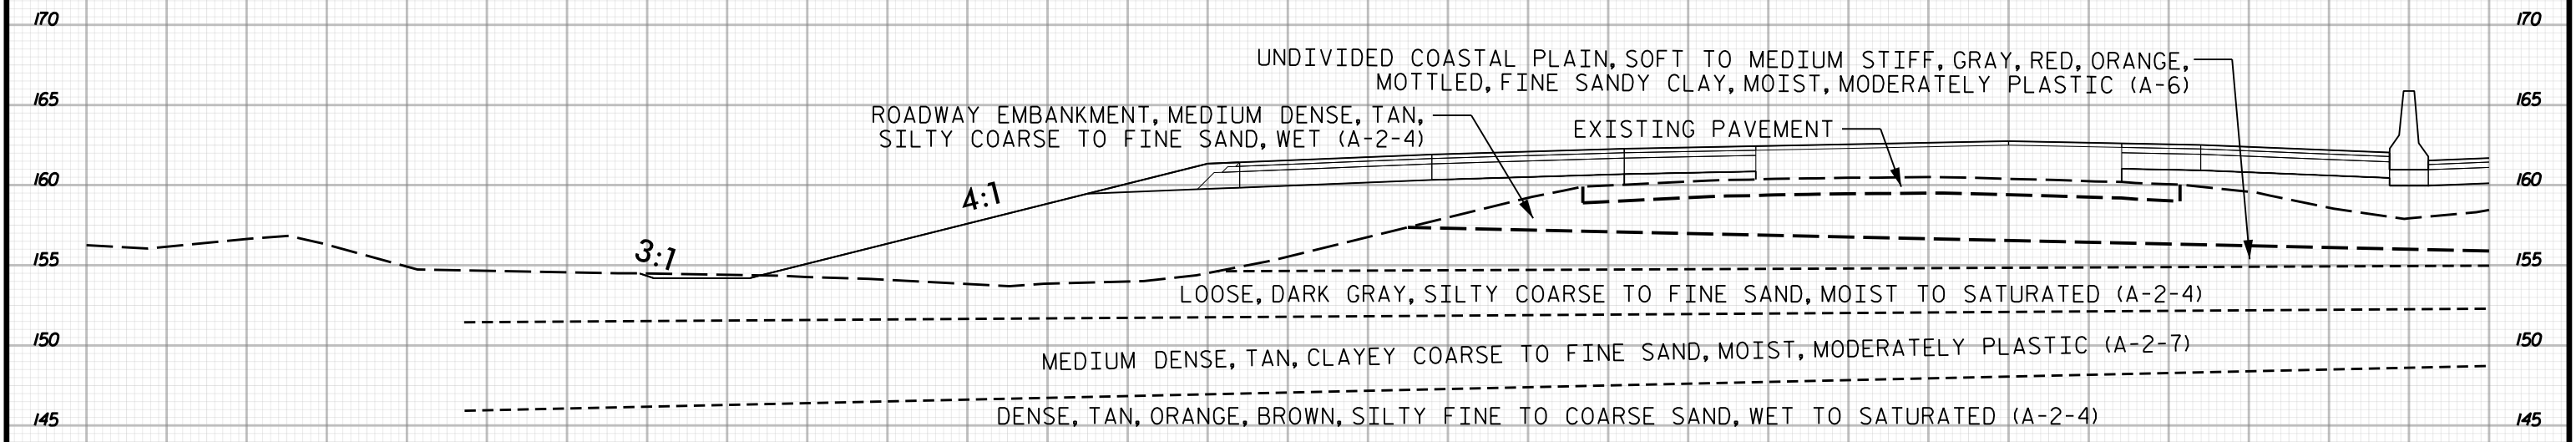 170 170
UNDIVIDED COASTAL PLAIN, SOFT TO MEDIUM STIFF, GRAY, RED, ORANGE,
MOTTLED, FINE SANDY CLAY, MOIST, MODERATELY PLASTIC (A-6)
165 165
ROADWAY EMBANKMENT, MEDIUM DENSE, TAN,
SILTY COARSE TO FINE SAND, WET (A-2-4)
EXISTING PAVEMENT
160 160
4:1
3:1
155 155
LOOSE, DARK GRAY, SILTY COARSE TO FINE SAND, MOIST TO SATURATED (A-2-4)
150 150
MEDIUM DENSE, TAN, CLAYEY COARSE TO FINE SAND, MOIST, MODERATELY PLASTIC (A-2-7)
DENSE, TAN, ORANGE, BROWN, SILTY FINE TO COARSE SAND, WET TO SATURATED (A-2-4)
145 145